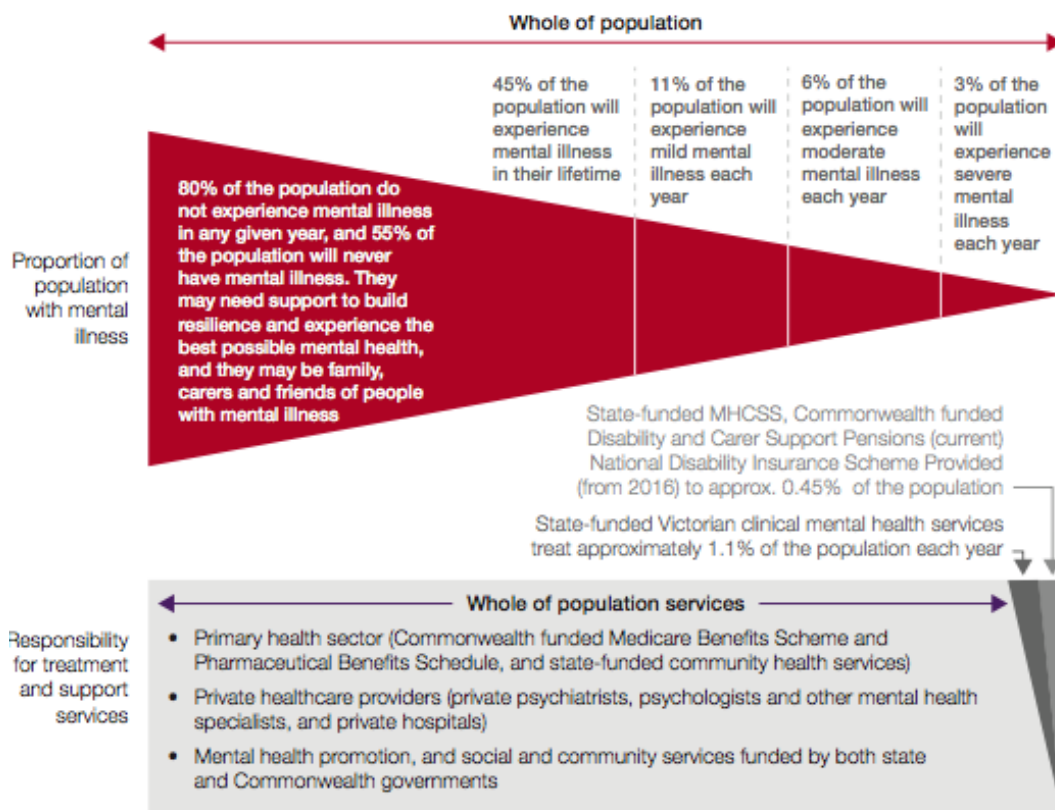 Whole of population
45% of the
population will
experience
mental illness
in their lifetime
11% of the
population will
experience
mild mental
illness each
year
6% of the
population will
experience
moderate
mental illness
each year
3% of the
population
will
experience
severe
mental
illness
each year
80% of the population do
not experience mental illness
in any given year, and 55% of
the population will never
have mental illness. They
may need support to build
resilience and experience the
best possible mental health,
and they may be family,
carers and friends of people
with mental illness
Proportion of
population
with mental
illness
State-funded MHCSS, Commonwealth funded
Disability and Carer Support Pensions (current)
National Disability Insurance Scheme Provided
(from 2016) to approx. 0.45% of the population
State-funded Victorian clinical mental health services
treat approximately 1.1% of the population each year
Whole of population services
Responsibility
for treatment
and support
services
• Primary health sector (Commonwealth funded Medicare Benefits Scheme and
Pharmaceutical Benefits Schedule, and state-funded community health services)
• Private healthcare providers (private psychiatrists, psychologists and other mental health
specialists, and private hospitals)
• Mental health promotion, and social and community services funded by both state
and Commonwealth governments